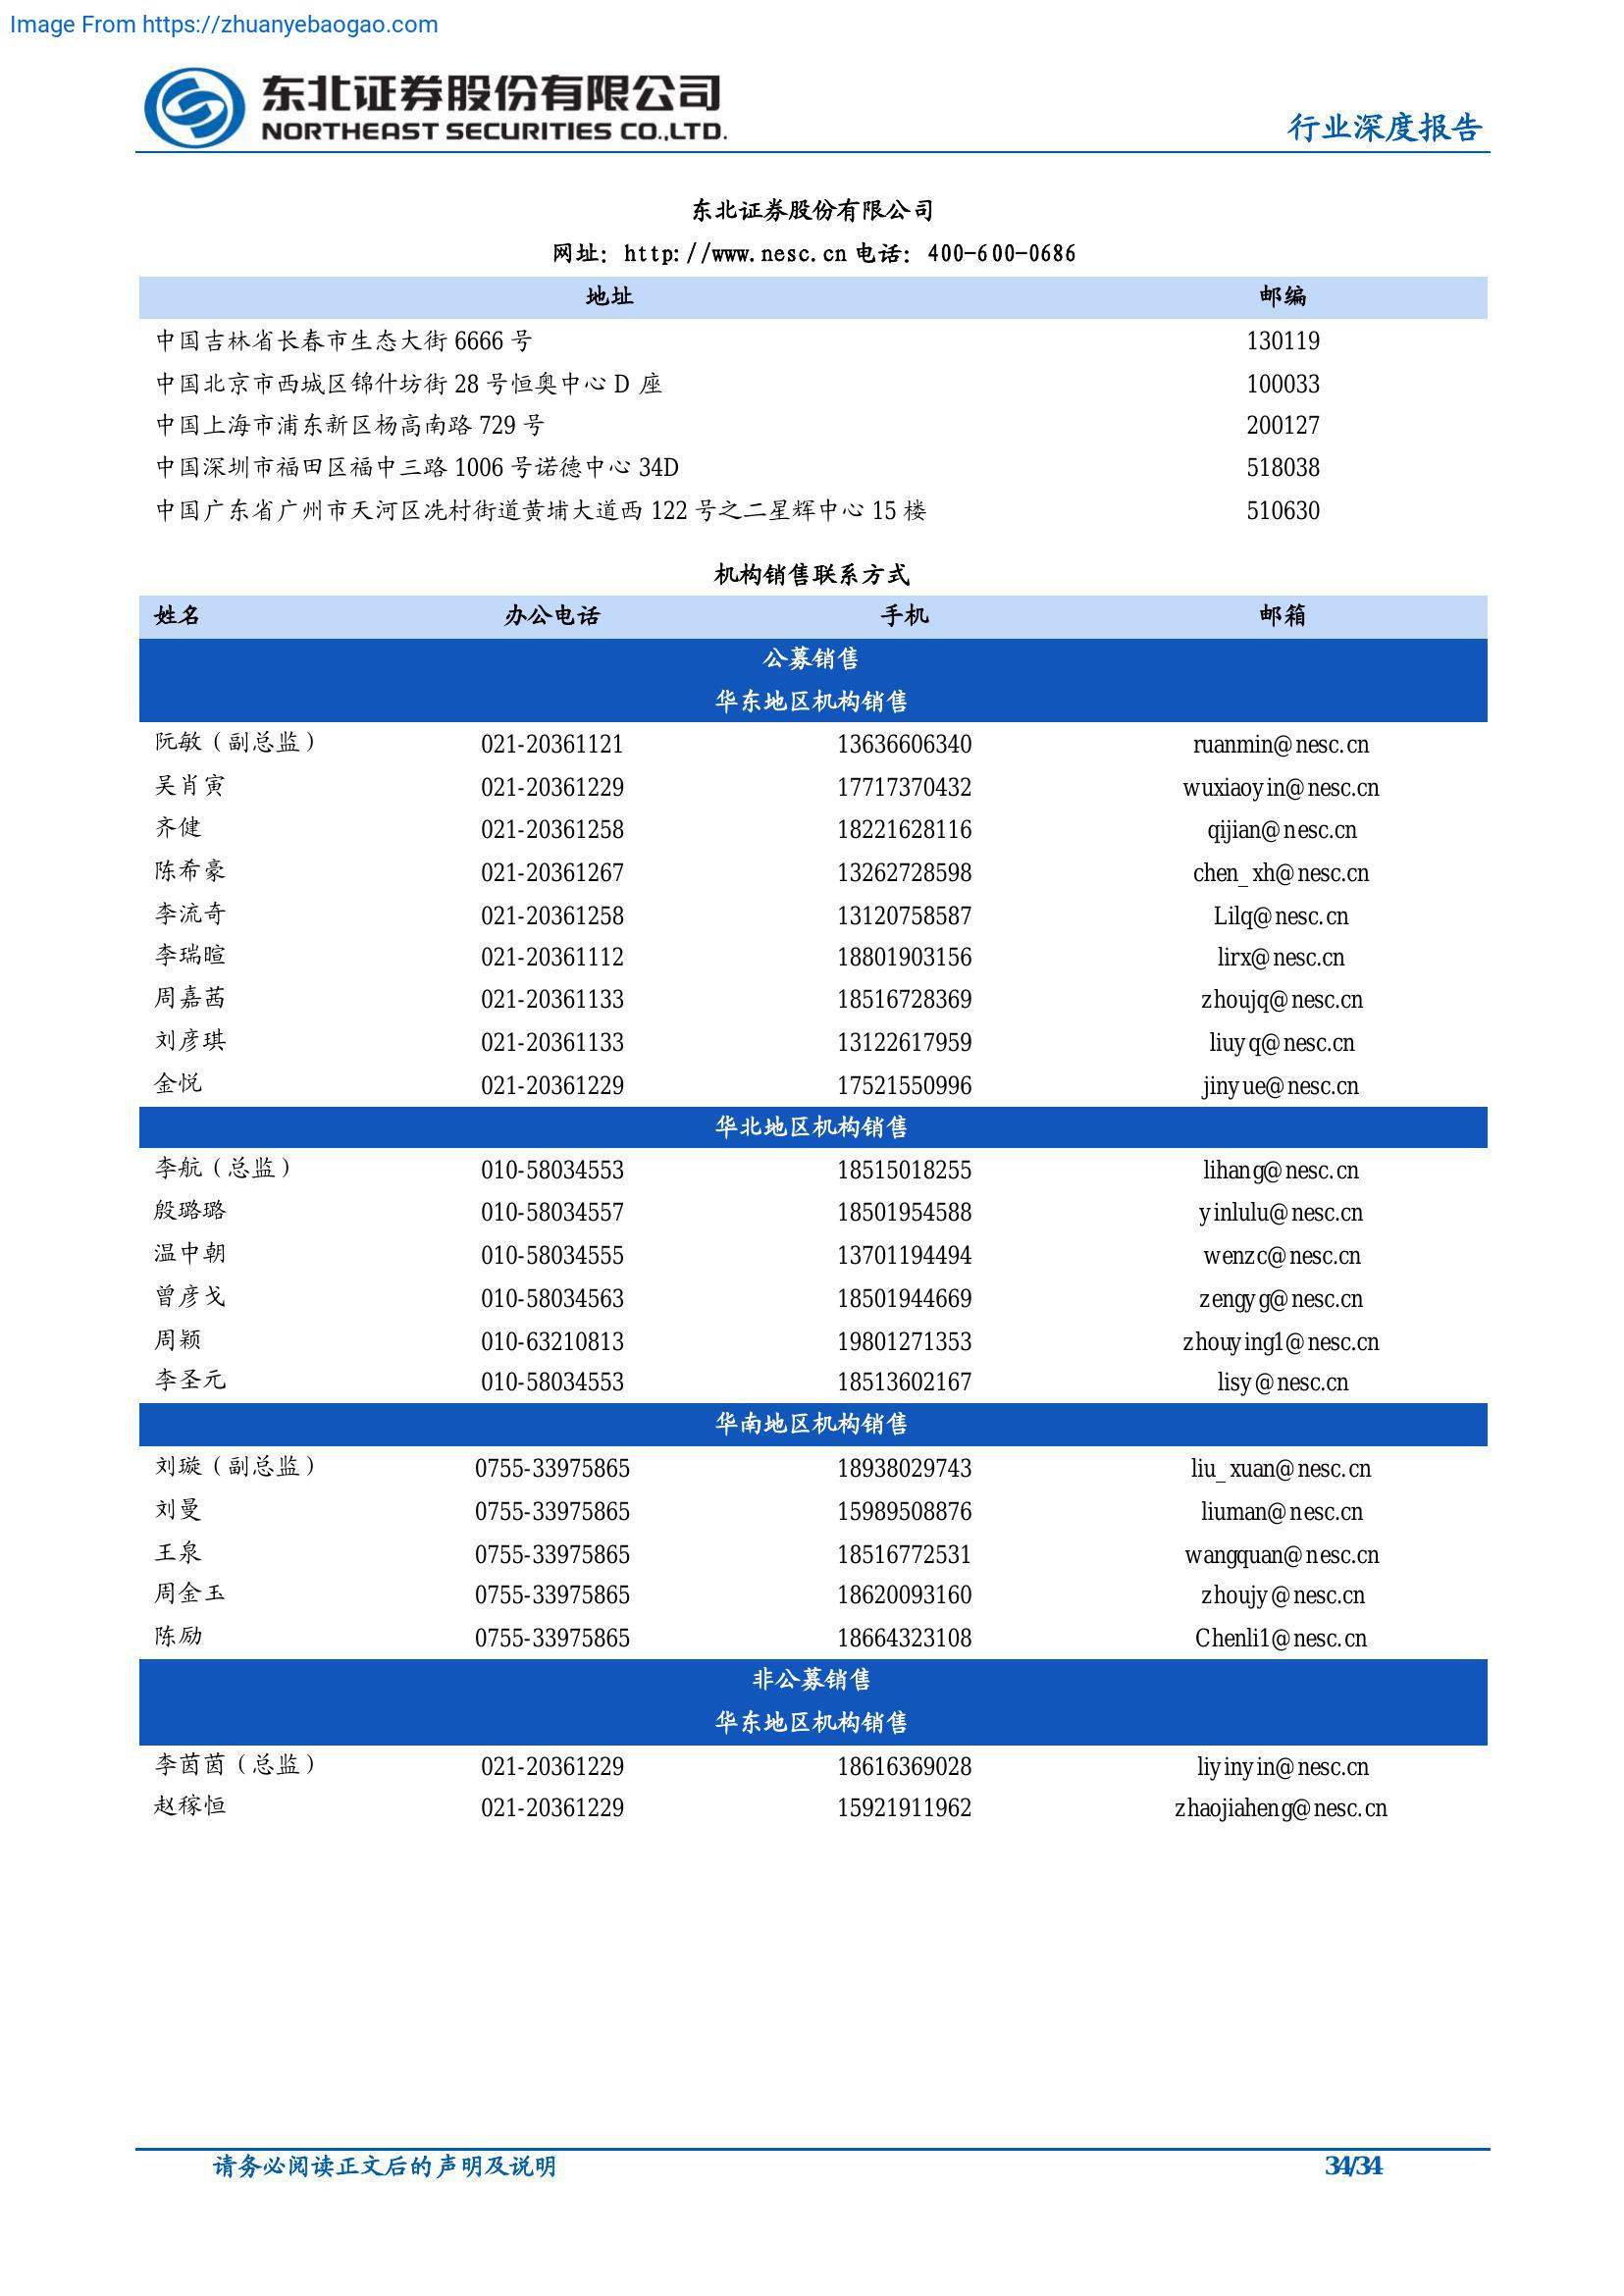 Image From https://zhuanyebaogao.com
东北证券股份有限公司
NORTHEAST SECURITIES CO.,LTD.
行业深度报告
东北证券股份有限公司
网址：http://www.nesc.cn 电话：400-600-0686
地址 邮编
中国吉林省长春市生态大街 6666 号 130119
中国北京市西城区锦什坊街 28 号恒奥中心 D 座 100033
中国上海市浦东新区杨高南路 729 号 200127
中国深圳市福田区福中三路 1006 号诺德中心 34D 518038
中国广东省广州市天河区冼村街道黄埔大道西 122 号之二星辉中心 15 楼 510630
机构销售联系方式
姓名 办公电话 手机 邮箱
公募销售
华东地区机构销售
阮敏（副总监） 021-20361121 13636606340 ruanmin@nesc.cn
吴肖寅 021-20361229 17717370432 wuxiaoyin@nesc.cn
齐健 021-20361258 18221628116 qijian@nesc.cn
陈希豪 021-20361267 13262728598 chen_xh@nesc.cn
李流奇 021-20361258 13120758587 Lilq@nesc.cn
李瑞暄 021-20361112 18801903156 lirx@nesc.cn
周嘉茜 021-20361133 18516728369 zhoujq@nesc.cn
刘彦琪 021-20361133 13122617959 liuyq@nesc.cn
金悦 021-20361229 17521550996 jinyue@nesc.cn
华北地区机构销售
李航（总监） 010-58034553 18515018255 lihang@nesc.cn
殷璐璐 010-58034557 18501954588 yinlulu@nesc.cn
温中朝 010-58034555 13701194494 wenzc@nesc.cn
曾彦戈 010-58034563 18501944669 zengyg@nesc.cn
周颖 010-63210813 19801271353 zhouying1@nesc.cn
李圣元 010-58034553 18513602167 lisy@nesc.cn
华南地区机构销售
刘璇（副总监） 0755-33975865 18938029743 liu_xuan@nesc.cn
刘曼 0755-33975865 15989508876 liuman@nesc.cn
王泉 0755-33975865 18516772531 wangquan@nesc.cn
周金玉 0755-33975865 18620093160 zhoujy@nesc.cn
陈励 0755-33975865 18664323108 Chenli1@nesc.cn
非公募销售
华东地区机构销售
李茵茵（总监） 021-20361229 18616369028 liyinyin@nesc.cn
赵稼恒 021-20361229 15921911962 zhaojiaheng@nesc.cn
请务必阅读正文后的声明及说明 34/34